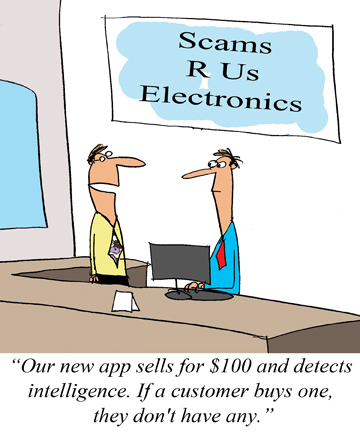 Scams
R Us
Electronics
“Our new app sells for $100 and detects
intelligence. If a customer buys one,
they don't have any.”